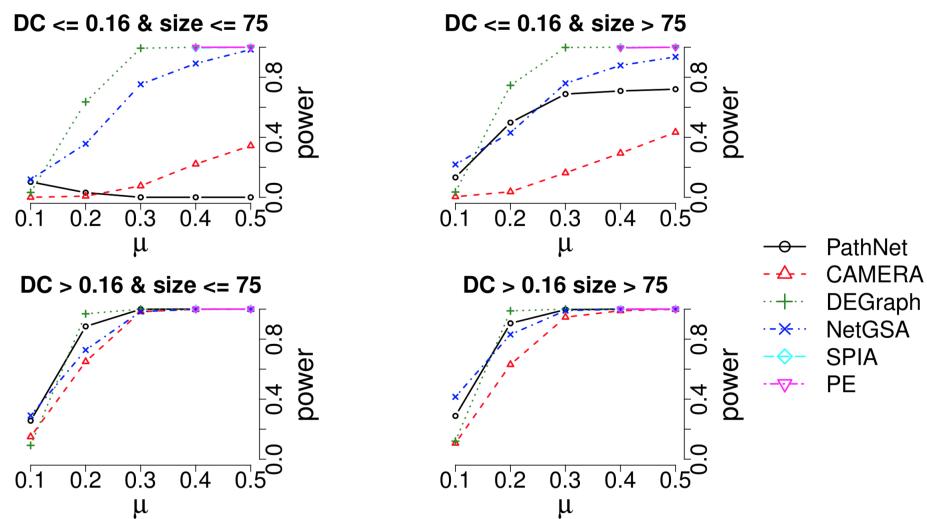 DC <= 0.16 & size <= 75
DC <= 0.16 & size > 75
0.0 0.4 0.8
power
0.1 0.2 0.3 0.4 0.5
μ
0.0 0.4 0.8
power
0.1 0.2 0.3 0.4 0.5
μ
DC > 0.16 & size <= 75
DC > 0.16 size > 75
0.0 0.4 0.8
power
0.1 0.2 0.3 0.4 0.5
μ
0.0 0.4 0.8
power
0.1 0.2 0.3 0.4 0.5
μ
PathNet
CAMERA
DEGraph
NetGSA
SPIA
PE